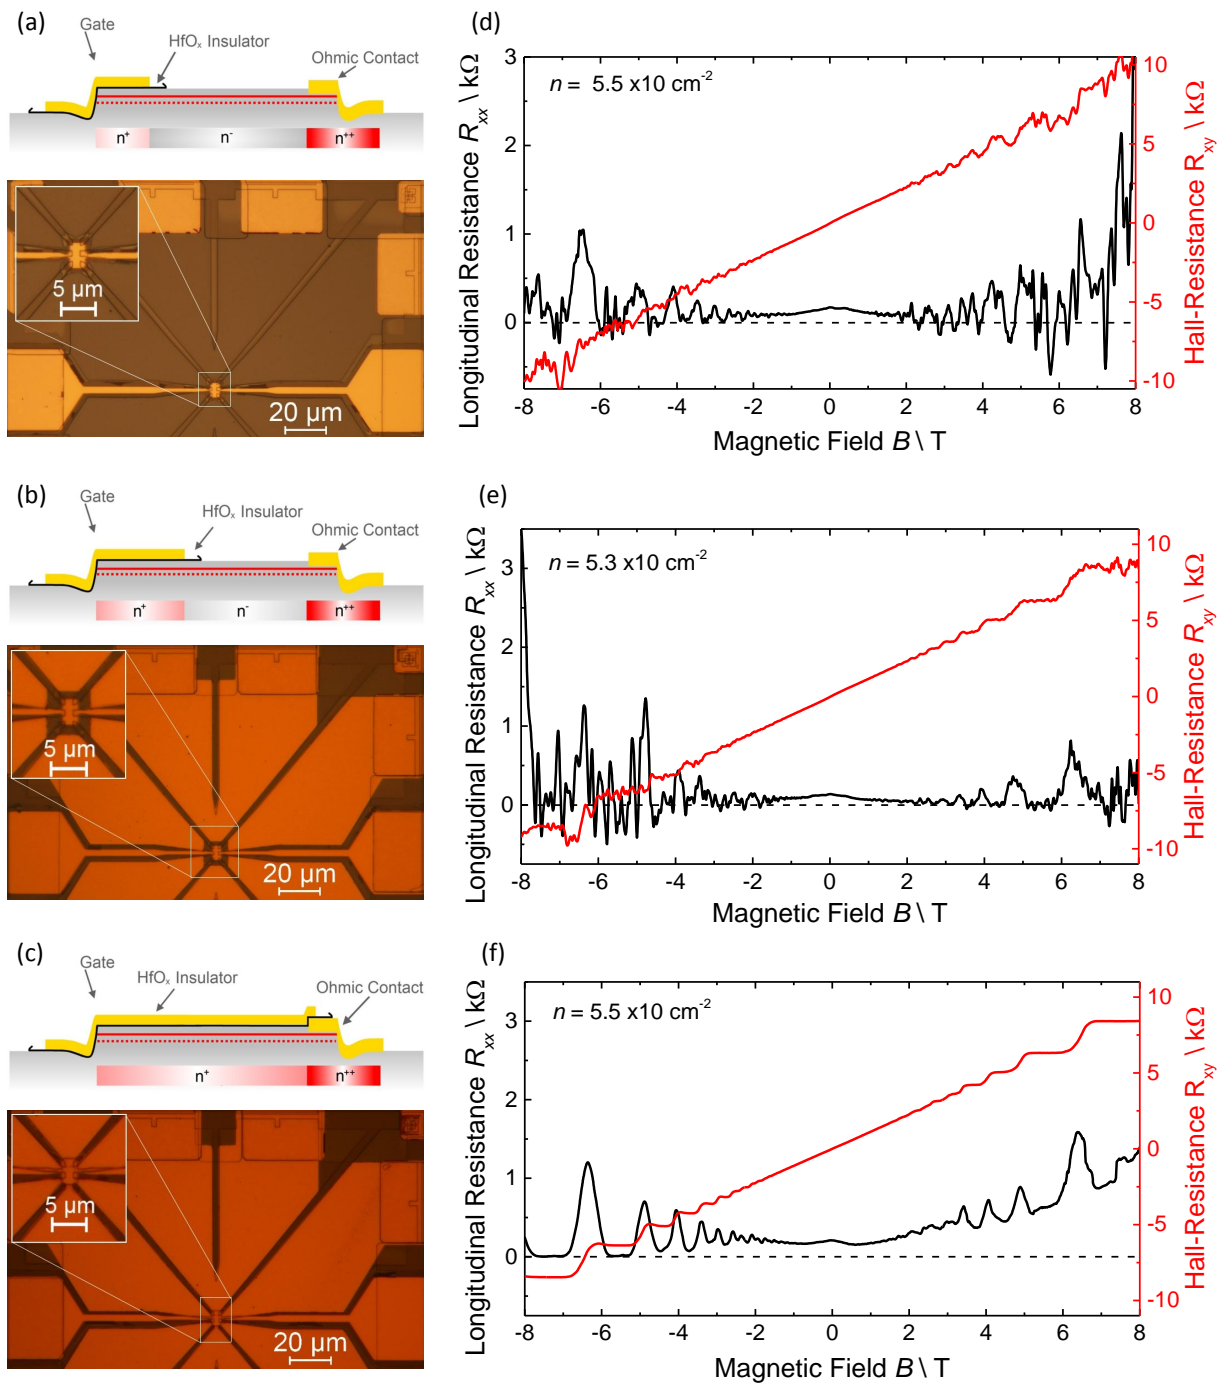 (a)
Gate
HfOₓ Insulator
Ohmic Contact
n⁺
n⁻
n⁺⁺
5 µm
20 µm
(d)
n = 5.5 x10 cm⁻²
Longitudinal Resistance Rₓₓ \ kΩ
3
2
1
0
Hall-Resistance Rₓᵧ \ kΩ
10
5
0
-5
-10
-8 -6 -4 -2 0 2 4 6 8
Magnetic Field B \ T
(b)
Gate
HfOₓ Insulator
Ohmic Contact
n⁺
n⁻
n⁺⁺
5 µm
20 µm
(e)
n = 5.3 x10 cm⁻²
Longitudinal Resistance Rₓₓ \ kΩ
3
2
1
0
Hall-Resistance Rₓᵧ \ kΩ
10
5
0
-5
-10
-8 -6 -4 -2 0 2 4 6 8
Magnetic Field B \ T
(c)
Gate
HfOₓ Insulator
Ohmic Contact
n⁺
n⁺⁺
5 µm
20 µm
(f)
n = 5.5 x10 cm⁻²
Longitudinal Resistance Rₓₓ \ kΩ
3
2
1
0
Hall-Resistance Rₓᵧ \ kΩ
10
5
0
-5
-10
-8 -6 -4 -2 0 2 4 6 8
Magnetic Field B \ T